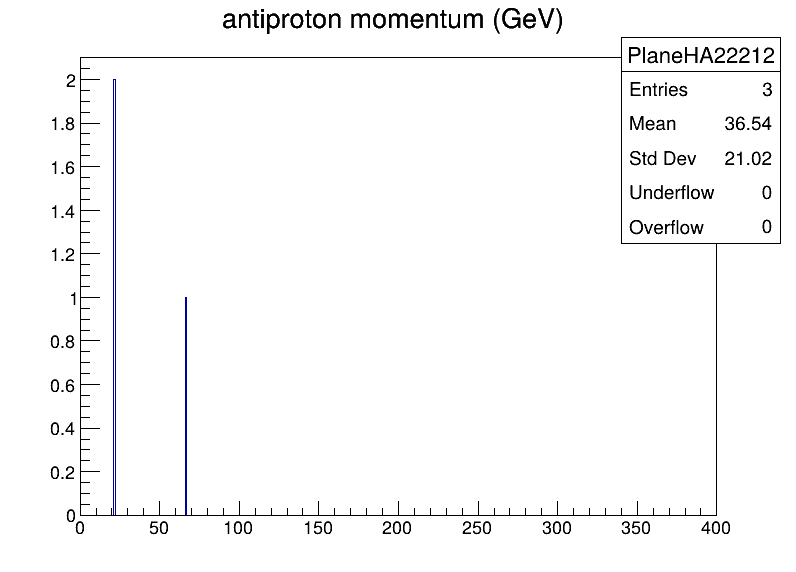 antiproton momentum (GeV)
PlaneHA22212
Entries 3
Mean 36.54
Std Dev 21.02
Underflow 0
Overflow 0
2
1.8
1.6
1.4
1.2
1
0.8
0.6
0.4
0.2
0
0 50 100 150 200 250 300 350 400